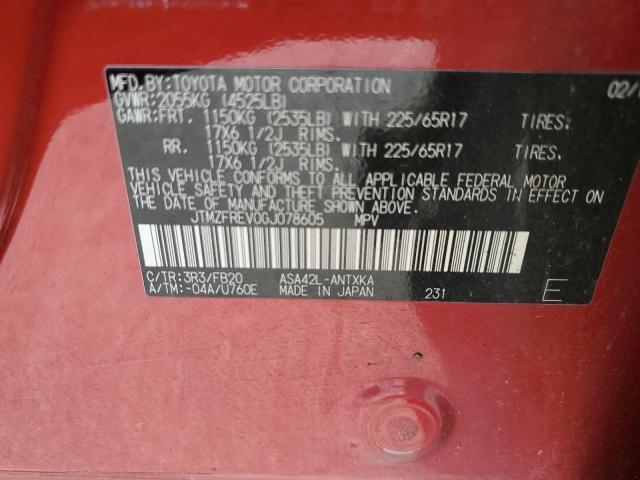 MFD.BY:TOYOTA MOTOR CORPORATION 02/1
GVWR:2055KG (4525LB)
GAWR:FRT. 1150KG (2535LB) WITH 225/65R17 TIRES:
17X6 1/2J RIMS.
RR. 1150KG (2535LB) WITH 225/65R17 TIRES:
17X6 1/2J RIMS.
THIS VEHICLE CONFORMS TO ALL APPLICABLE FEDERAL MOTOR
VEHICLE SAFETY AND THEFT PREVENTION STANDARDS IN EFFECT ON
THE DATE OF MANUFACTURE SHOWN ABOVE.
JTMZFREV0GJ078605 MPV
C/TR:3R3/FB20 ASA42L-ANTXKA
A/TM:-04A/U760E MADE IN JAPAN 231 E